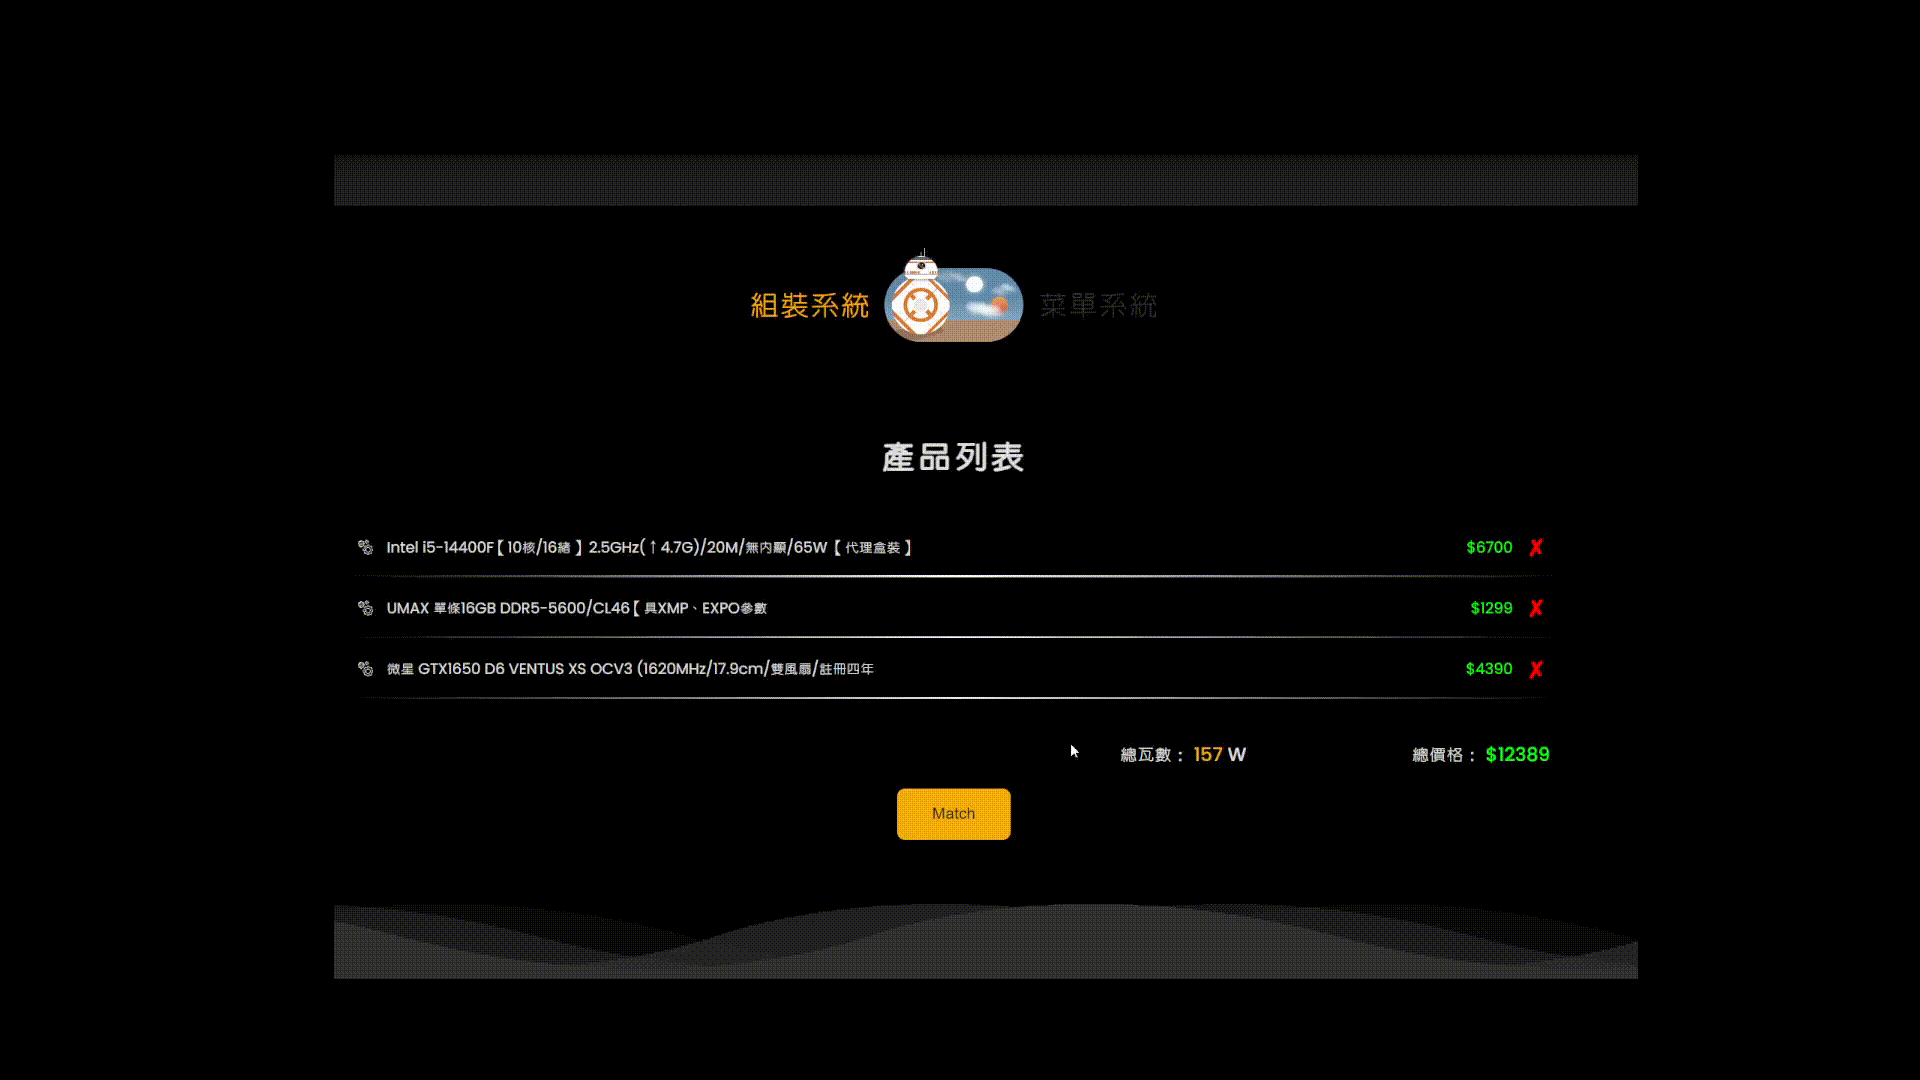 組裝系統 菜單系統
產品列表
Intel i5-14400F【10核/16緒】2.5GHz(↑4.7G)/20M/無內顯/65W【代理盒裝】 $6700 ✘
UMAX 單條16GB DDR5-5600/CL46【具XMP、EXPO參數 $1299 ✘
微星 GTX1650 D6 VENTUS XS OCV3 (1620MHz/17.9cm/雙風扇/註冊四年 $4390 ✘
總瓦數： 157 W 總價格： $12389
Match